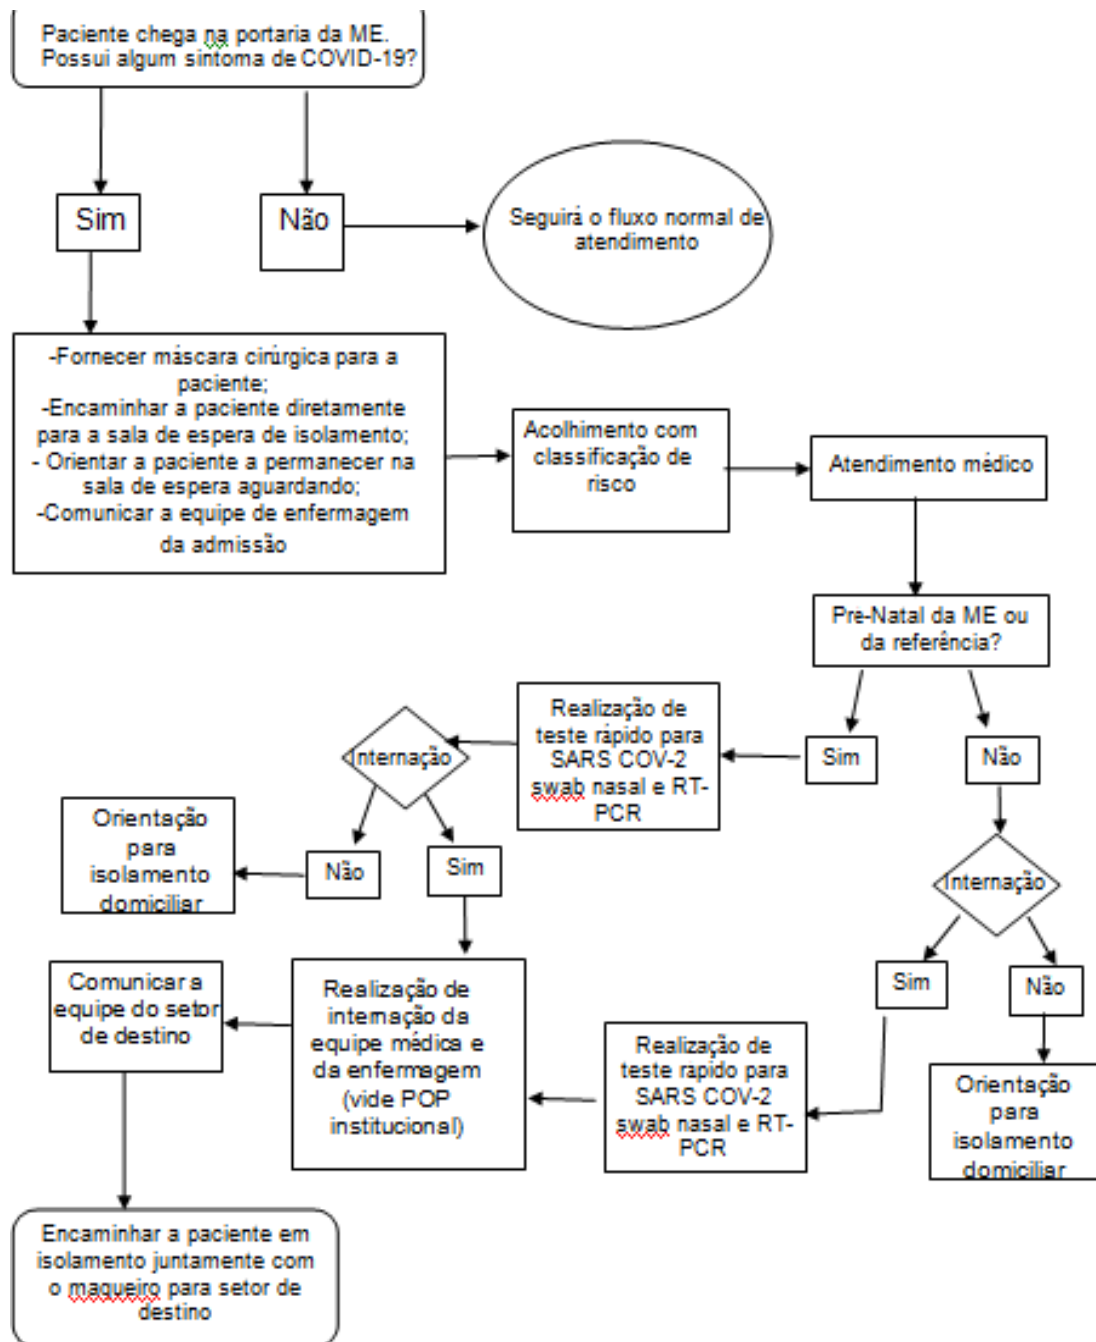 Paciente chega na portaria da ME.
Possui algum sintoma de COVID-19?
Sim
Não
Seguirá o fluxo normal de
atendimento
-Fornecer máscara cirúrgica para a
paciente;
-Encaminhar a paciente diretamente
para a sala de espera de isolamento;
- Orientar a paciente a permanecer na
sala de espera aguardando;
-Comunicar a equipe de enfermagem
da admissão
Acolhimento com
classificação de
risco
Atendimento médico
Pre-Natal da ME ou
da referência?
Sim
Não
Realização de
teste rápido para
SARS COV-2
swab nasal e RT-
PCR
Internação
Não
Sim
Orientação
para
isolamento
domiciliar
Internação
Sim
Não
Orientação
para
isolamento
domiciliar
Realização de
teste rápido para
SARS COV-2
swab nasal e RT-
PCR
Realização de
internação da
equipe médica e
da enfermagem
(vide POP
institucional)
Comunicar a
equipe do setor
de destino
Encaminhar a paciente em
isolamento juntamente com
o maqueiro para setor de
destino